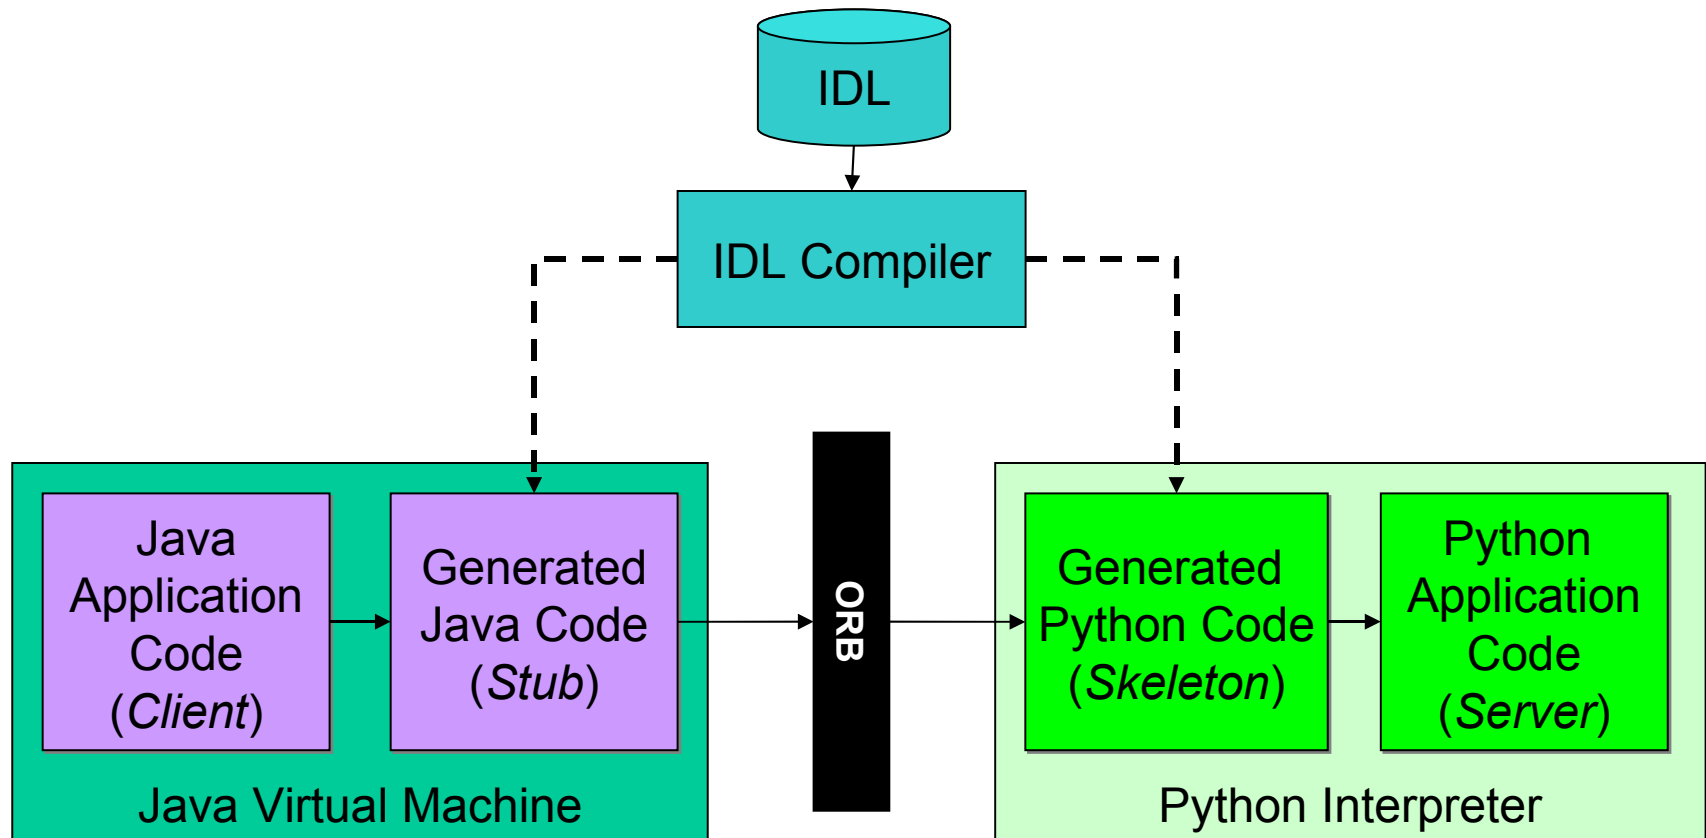 IDL
IDL Compiler
Java
Application
Code
(Client)
Generated
Java Code
(Stub)
ORB
Generated
Python Code
(Skeleton)
Python
Application
Code
(Server)
Java Virtual Machine
Python Interpreter